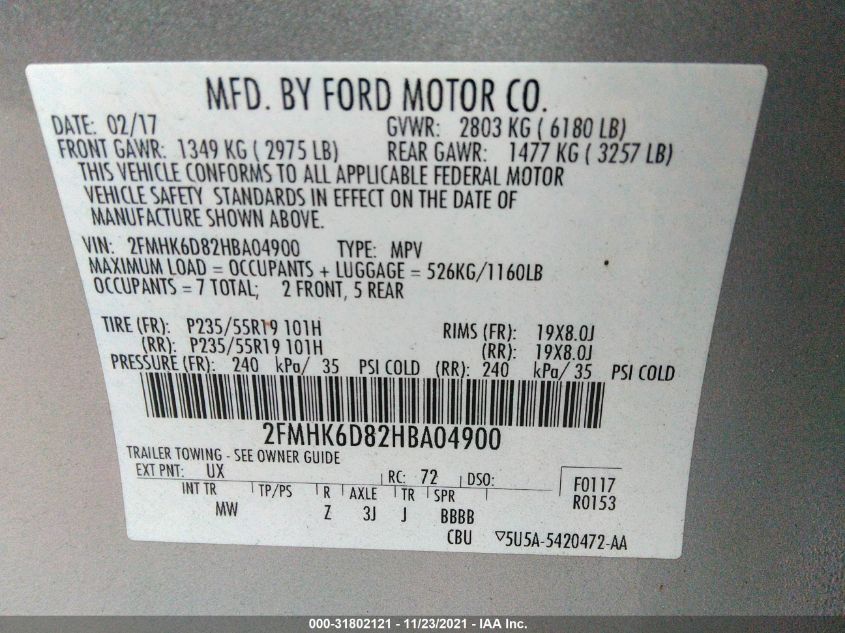 MFD. BY FORD MOTOR CO.
DATE: 02/17 GVWR: 2803 KG ( 6180 LB)
FRONT GAWR: 1349 KG ( 2975 LB) REAR GAWR: 1477 KG ( 3257 LB)
THIS VEHICLE CONFORMS TO ALL APPLICABLE FEDERAL MOTOR
VEHICLE SAFETY STANDARDS IN EFFECT ON THE DATE OF
MANUFACTURE SHOWN ABOVE.
VIN: 2FMHK6D82HBA04900 TYPE: MPV
MAXIMUM LOAD = OCCUPANTS + LUGGAGE = 526KG/1160LB
OCCUPANTS = 7 TOTAL; 2 FRONT, 5 REAR
TIRE (FR): P235/55R19 101H RIMS (FR): 19X8.0J
(RR): P235/55R19 101H (RR): 19X8.0J
PRESSURE (FR): 240 kPa/ 35 PSI COLD (RR): 240 kPa/ 35 PSI COLD
2FMHK6D82HBA04900
TRAILER TOWING - SEE OWNER GUIDE
EXT PNT: UX RC: 72 DSO: F0117
R0153
INT TR TP/PS R AXLE TR SPR
MW Z 3J J BBBB
CBU ▽5U5A-5420472-AA
000-31802121 - 11/23/2021 - IAA Inc.